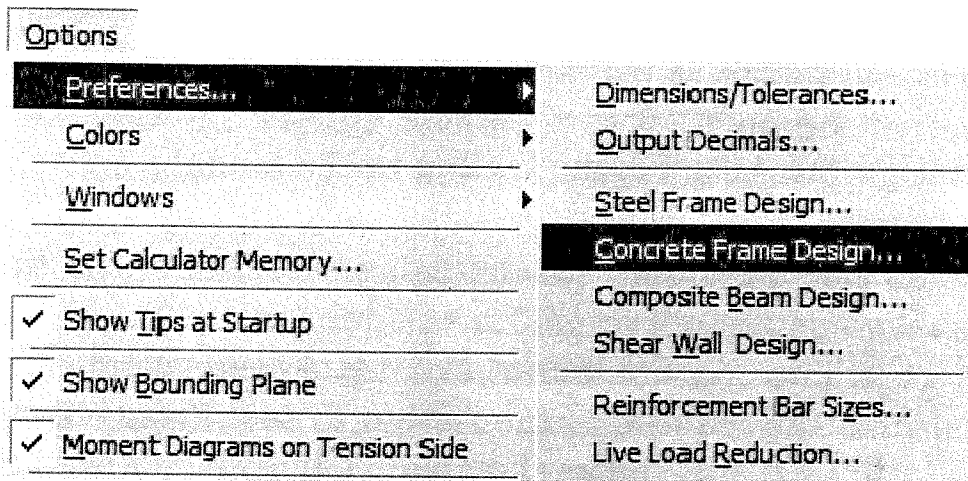 Options
Preferences...
Colors
Windows
Set Calculator Memory...
Show Tips at Startup
Show Bounding Plane
Moment Diagrams on Tension Side
Dimensions/Tolerances...
Output Decimals...
Steel Frame Design...
Concrete Frame Design...
Composite Beam Design...
Shear Wall Design...
Reinforcement Bar Sizes...
Live Load Reduction...